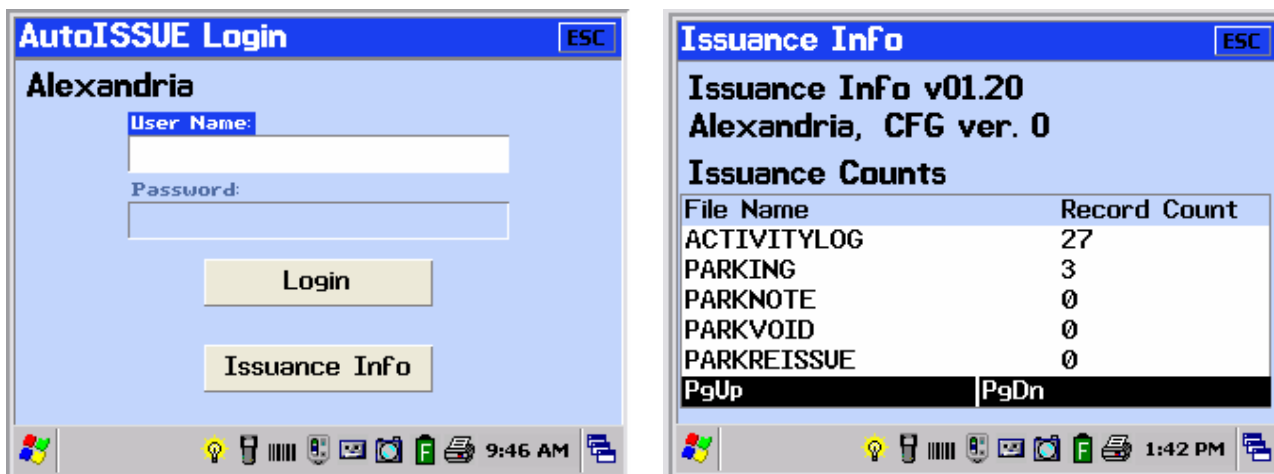 AutoISSUE Login ESC
Alexandria
User Name:
Password:
Login
Issuance Info
F 9:46 AM
Issuance Info ESC
Issuance Info v01.20
Alexandria, CFG ver. 0
Issuance Counts
File Name Record Count
ACTIVITYLOG 27
PARKING 3
PARKNOTE 0
PARKVOID 0
PARKREISSUE 0
PgUp PgDn
F 1:42 PM